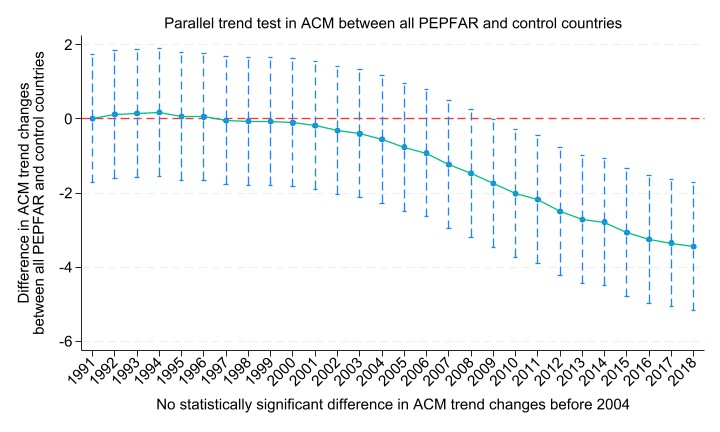 Parallel trend test in ACM between all PEPFAR and control countries
Difference in ACM trend changes
between all PEPFAR and control countries
2
0
-2
-4
-6
1991 1992 1993 1994 1995 1996 1997 1998 1999 2000 2001 2002 2003 2004 2005 2006 2007 2008 2009 2010 2011 2012 2013 2014 2015 2016 2017 2018
No statistically significant difference in ACM trend changes before 2004